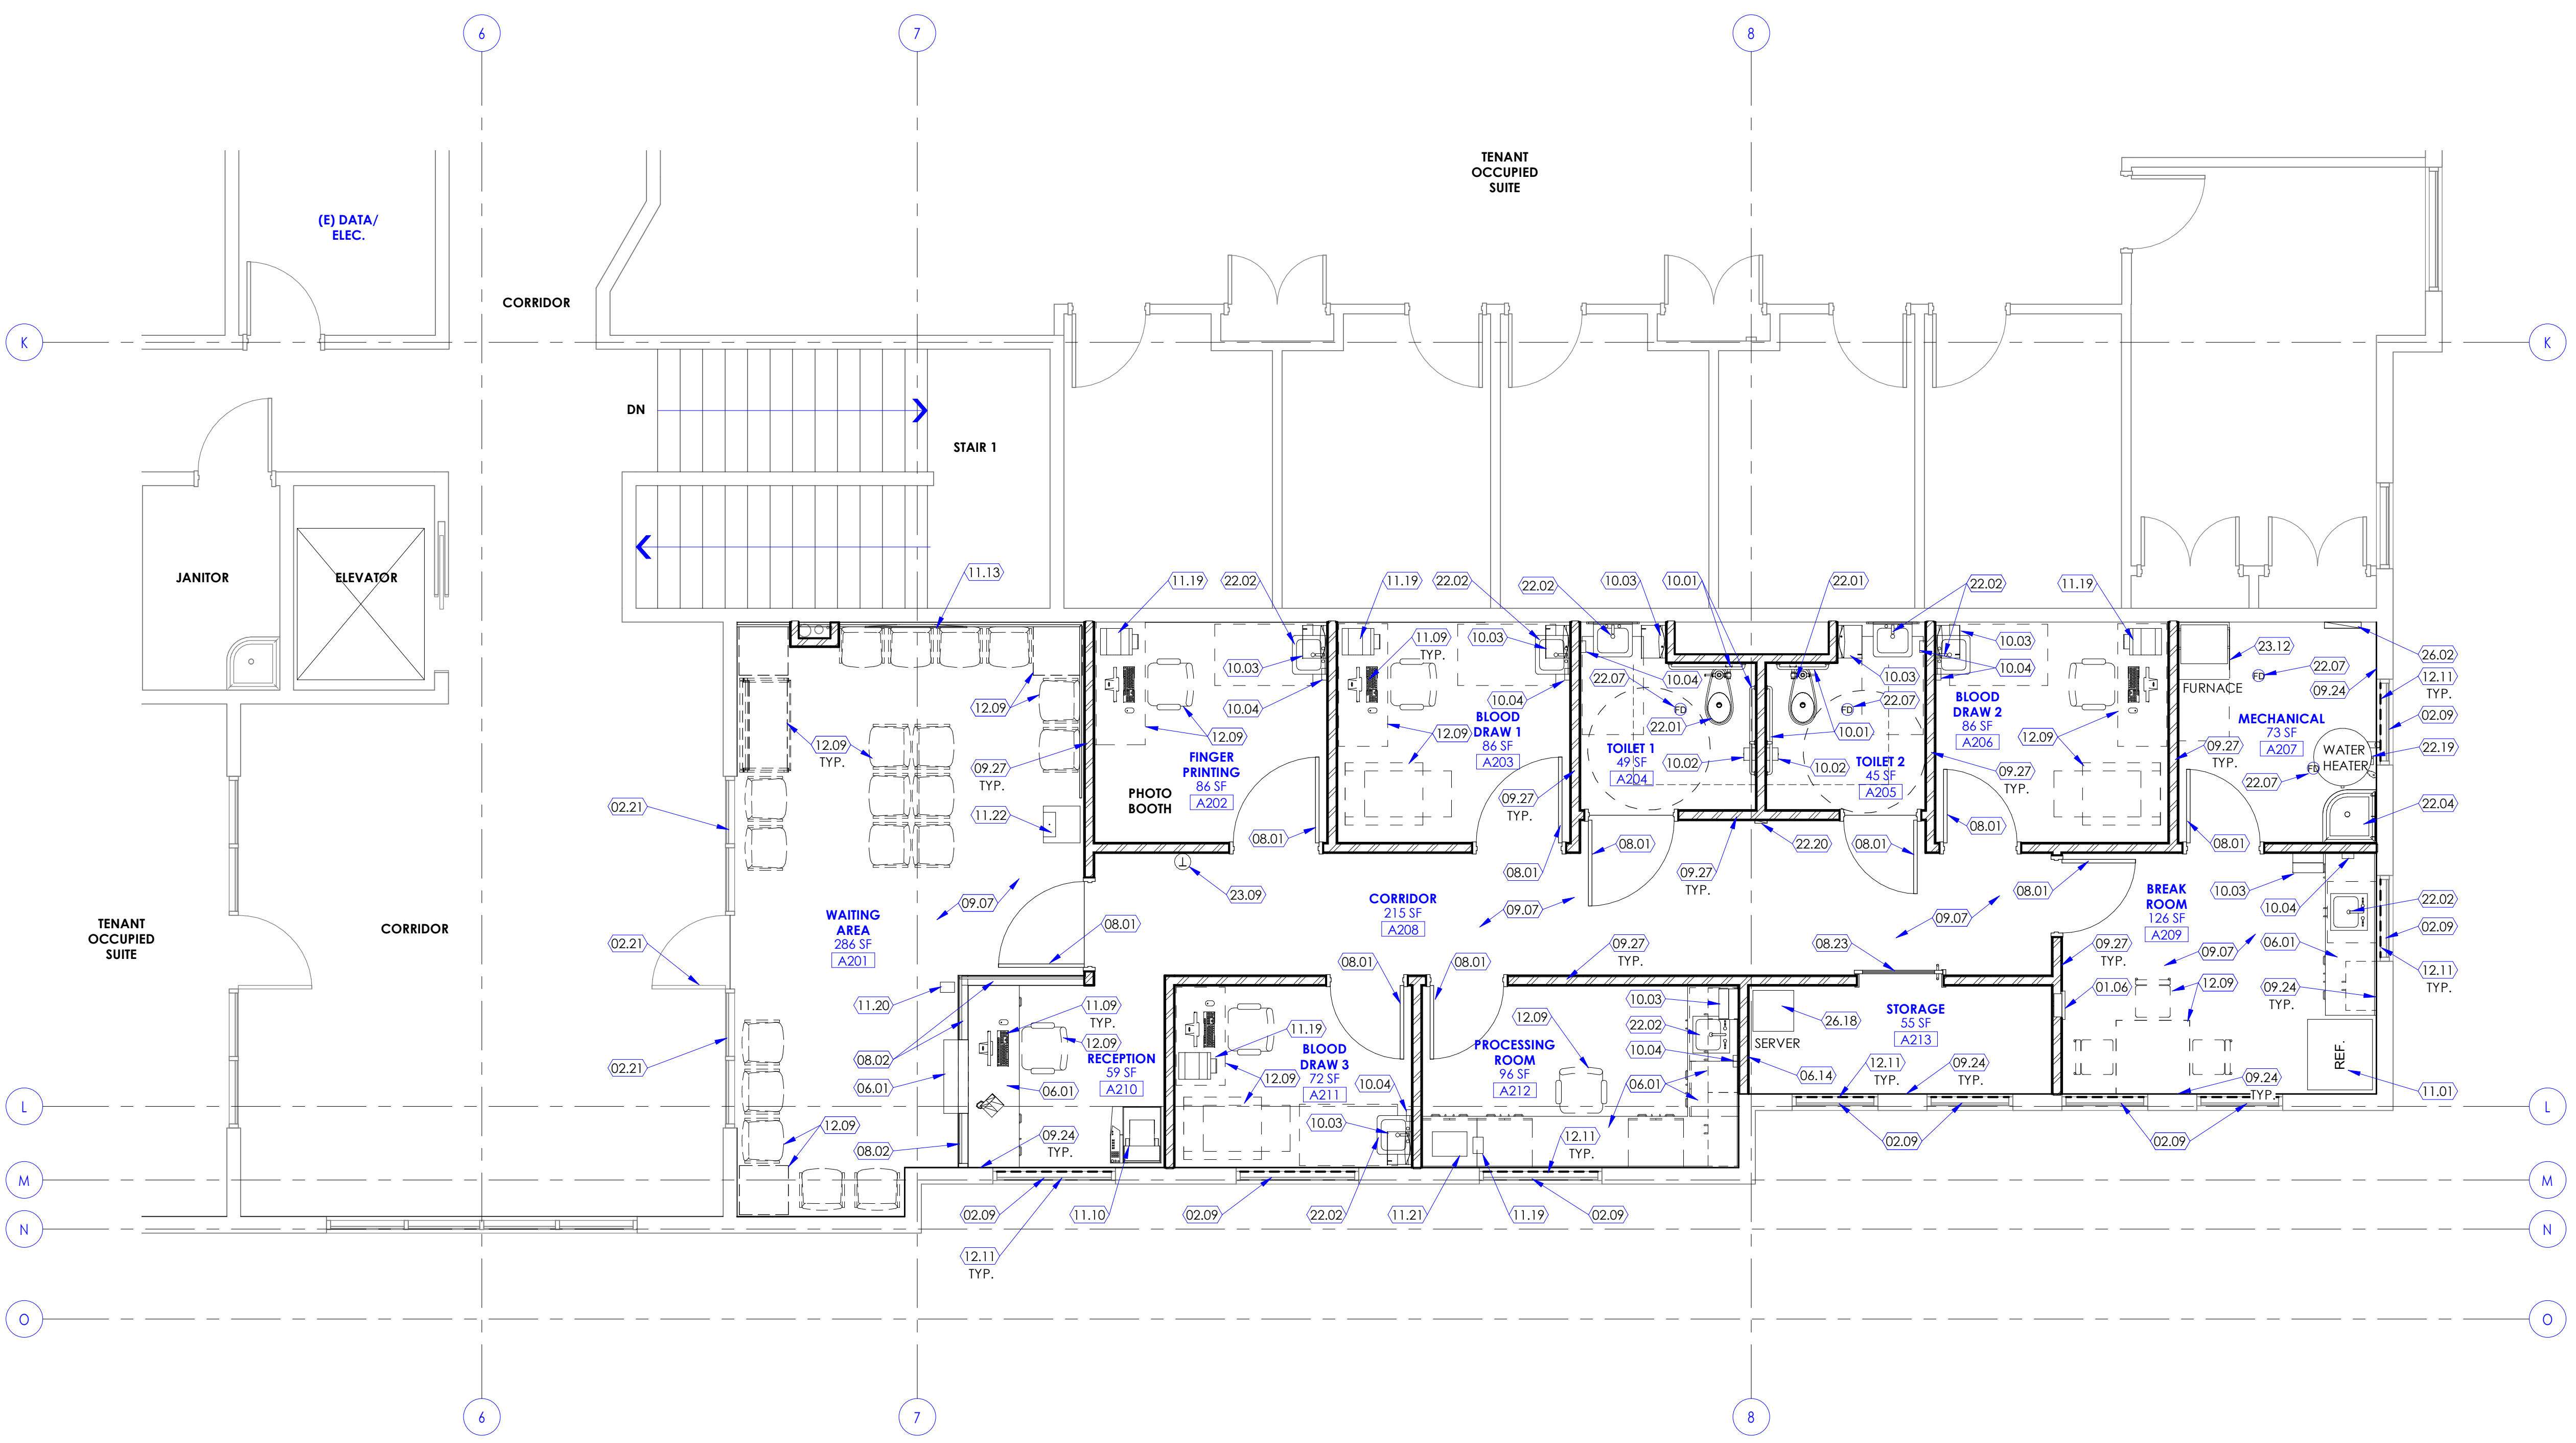 6
7
8
TENANT
OCCUPIED
SUITE
(E) DATA/
ELEC.
CORRIDOR
K
K
DN
STAIR 1
JANITOR
ELEVATOR
11.13
11.19
22.02
11.19
22.02
22.02
10.03
10.01
22.01
22.02
11.19
11.09
TYP.
10.03
10.03
23.12
26.02
10.03
10.04
22.07
12.11
TYP.
10.04
10.04
22.07
10.04
10.03
22.07
FURNACE
09.24
12.09
FD
FD
FD
BLOOD
DRAW 1
86 SF
A203
22.01
10.01
BLOOD
DRAW 2
86 SF
A206
MECHANICAL
73 SF
A207
02.09
12.09
TYP.
12.09
FINGER
PRINTING
86 SF
A202
12.09
TOILET 1
49 SF
A204
10.02
10.02
TOILET 2
45 SF
A205
12.09
09.27
TYP.
WATER
HEATER
22.19
09.27
TYP.
09.27
TYP.
09.27
TYP.
FD
22.07
PHOTO
BOOTH
02.21
11.22
22.04
08.01
08.01
08.01
22.20
08.01
08.01
08.01
08.01
09.27
TYP.
23.09
08.01
10.03
BREAK
ROOM
126 SF
A209
10.04
22.02
09.07
CORRIDOR
215 SF
A208
09.07
09.07
02.09
TENANT
OCCUPIED
SUITE
CORRIDOR
WAITING
AREA
286 SF
A201
08.01
02.21
09.27
TYP.
08.23
09.27
TYP.
09.07
06.01
08.01
08.01
12.11
TYP.
01.06
12.09
09.24
TYP.
11.20
11.09
TYP.
10.03
12.09
22.02
26.18
STORAGE
55 SF
A213
11.19
12.09
SERVER
PROCESSING
ROOM
96 SF
A212
10.04
08.02
RECEPTION
59 SF
A210
BLOOD
DRAW 3
72 SF
A211
REF.
02.21
12.11
TYP.
09.24
TYP.
06.14
12.09
10.04
06.01
06.01
06.01
09.24
TYP.
11.01
L
L
10.03
12.09
09.24
TYP.
12.11
TYP.
02.09
02.09
08.02
M
M
02.09
11.10
02.09
22.02
11.21
11.19
02.09
N
N
12.11
TYP.
O
O
6
7
8